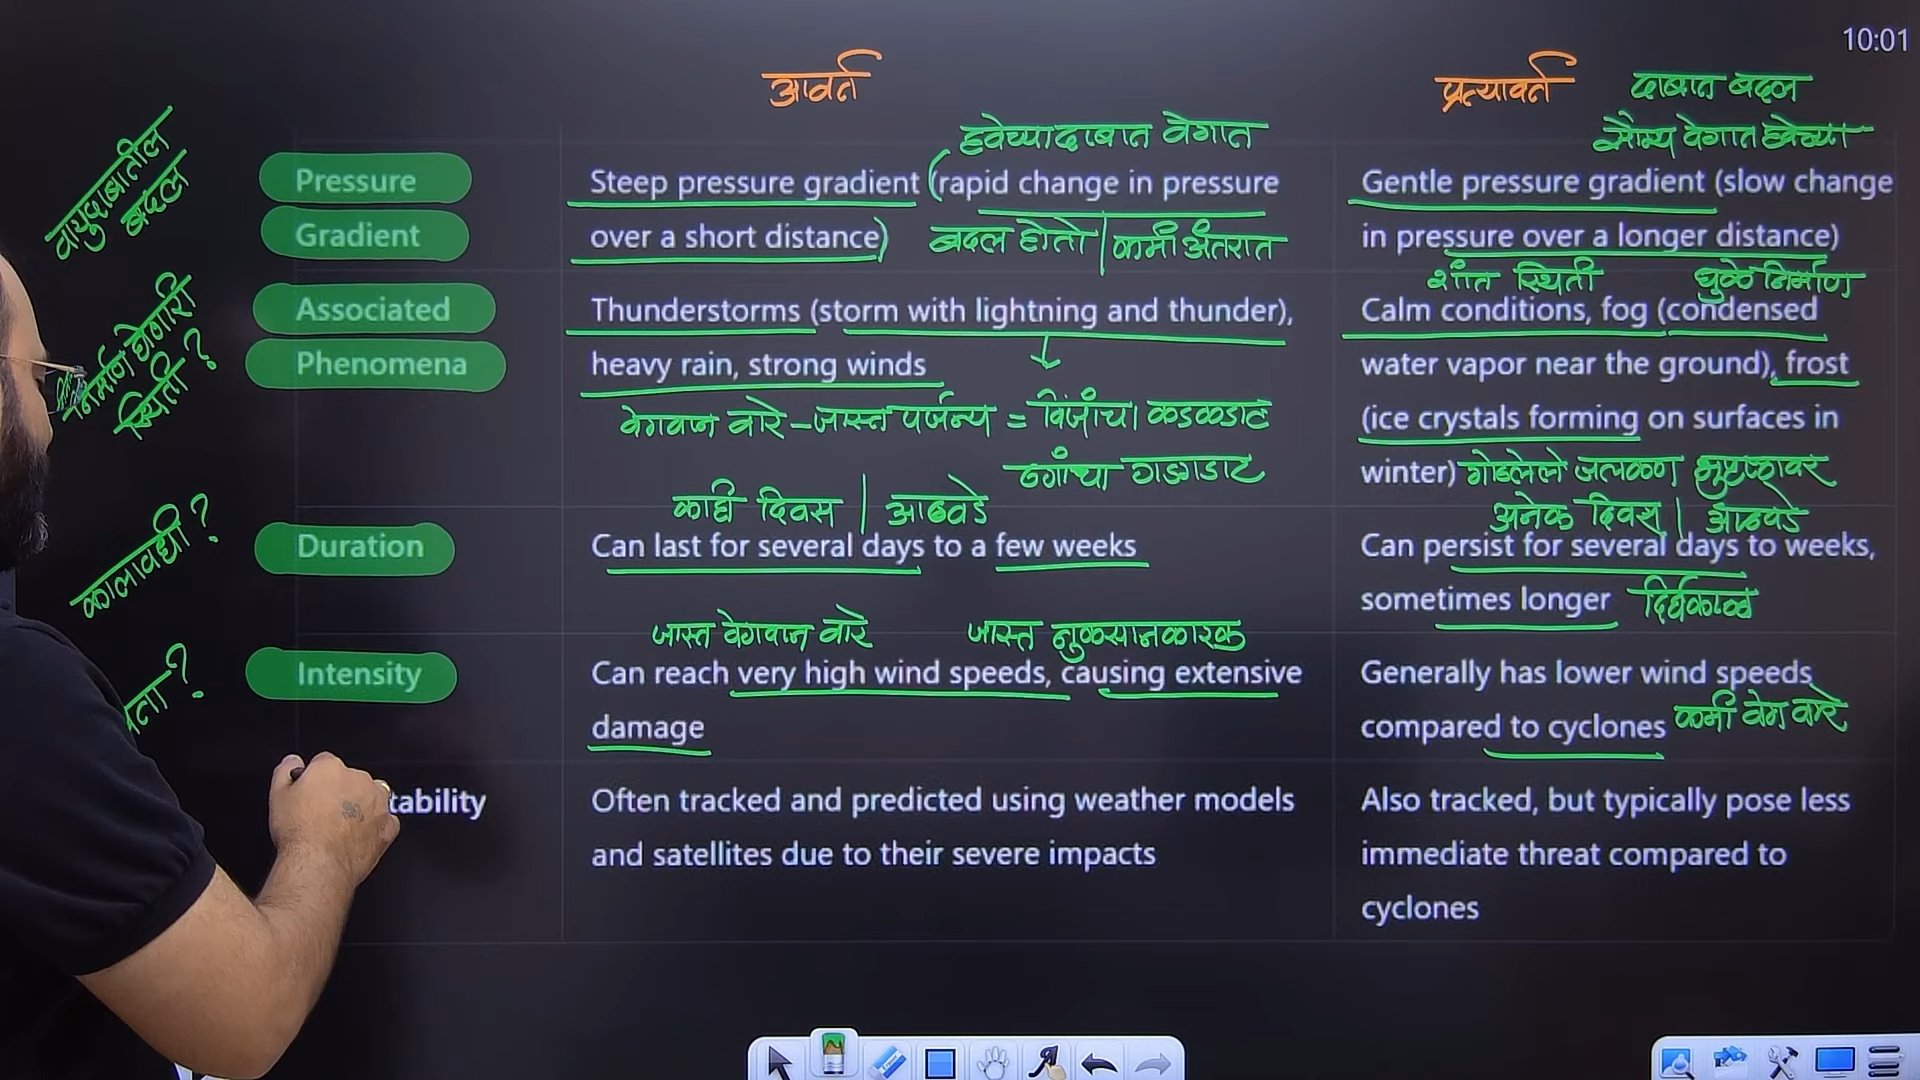 10:01
आवर्त
प्रत्यावर्त
दाबात बदल
सौम्य वेगात हवेच्या
हवेच्या दाबात वेगात
वायुदाबातील
बदल
Pressure
Gradient
Steep pressure gradient (rapid change in pressure
over a short distance)
बदल होतो | कमी अंतरात
Gentle pressure gradient (slow change
in pressure over a longer distance)
शांत स्थिती धुके निर्माण
निर्माण होणारी
स्थिती ?
Associated
Phenomena
Thunderstorms (storm with lightning and thunder),
heavy rain, strong winds
वेगवान वारे – जास्त पर्जन्य = विजांचा कडकडाट
ढगांचा गडगडाट
Calm conditions, fog (condensed
water vapor near the ground), frost
(ice crystals forming on surfaces in
winter) गोठलेले जलकण
कालावधी ?
Duration
काही दिवस | आठवडे
Can last for several days to a few weeks
अनेक दिवस | आठवडे
Can persist for several days to weeks,
sometimes longer दिर्घकाळ
Intensity
जास्त वेगवान वारे जास्त नुकसानकारक
Can reach very high wind speeds, causing extensive
damage
Generally has lower wind speeds
compared to cyclones कमी वेग वारे
tability
Often tracked and predicted using weather models
and satellites due to their severe impacts
Also tracked, but typically pose less
immediate threat compared to
cyclones